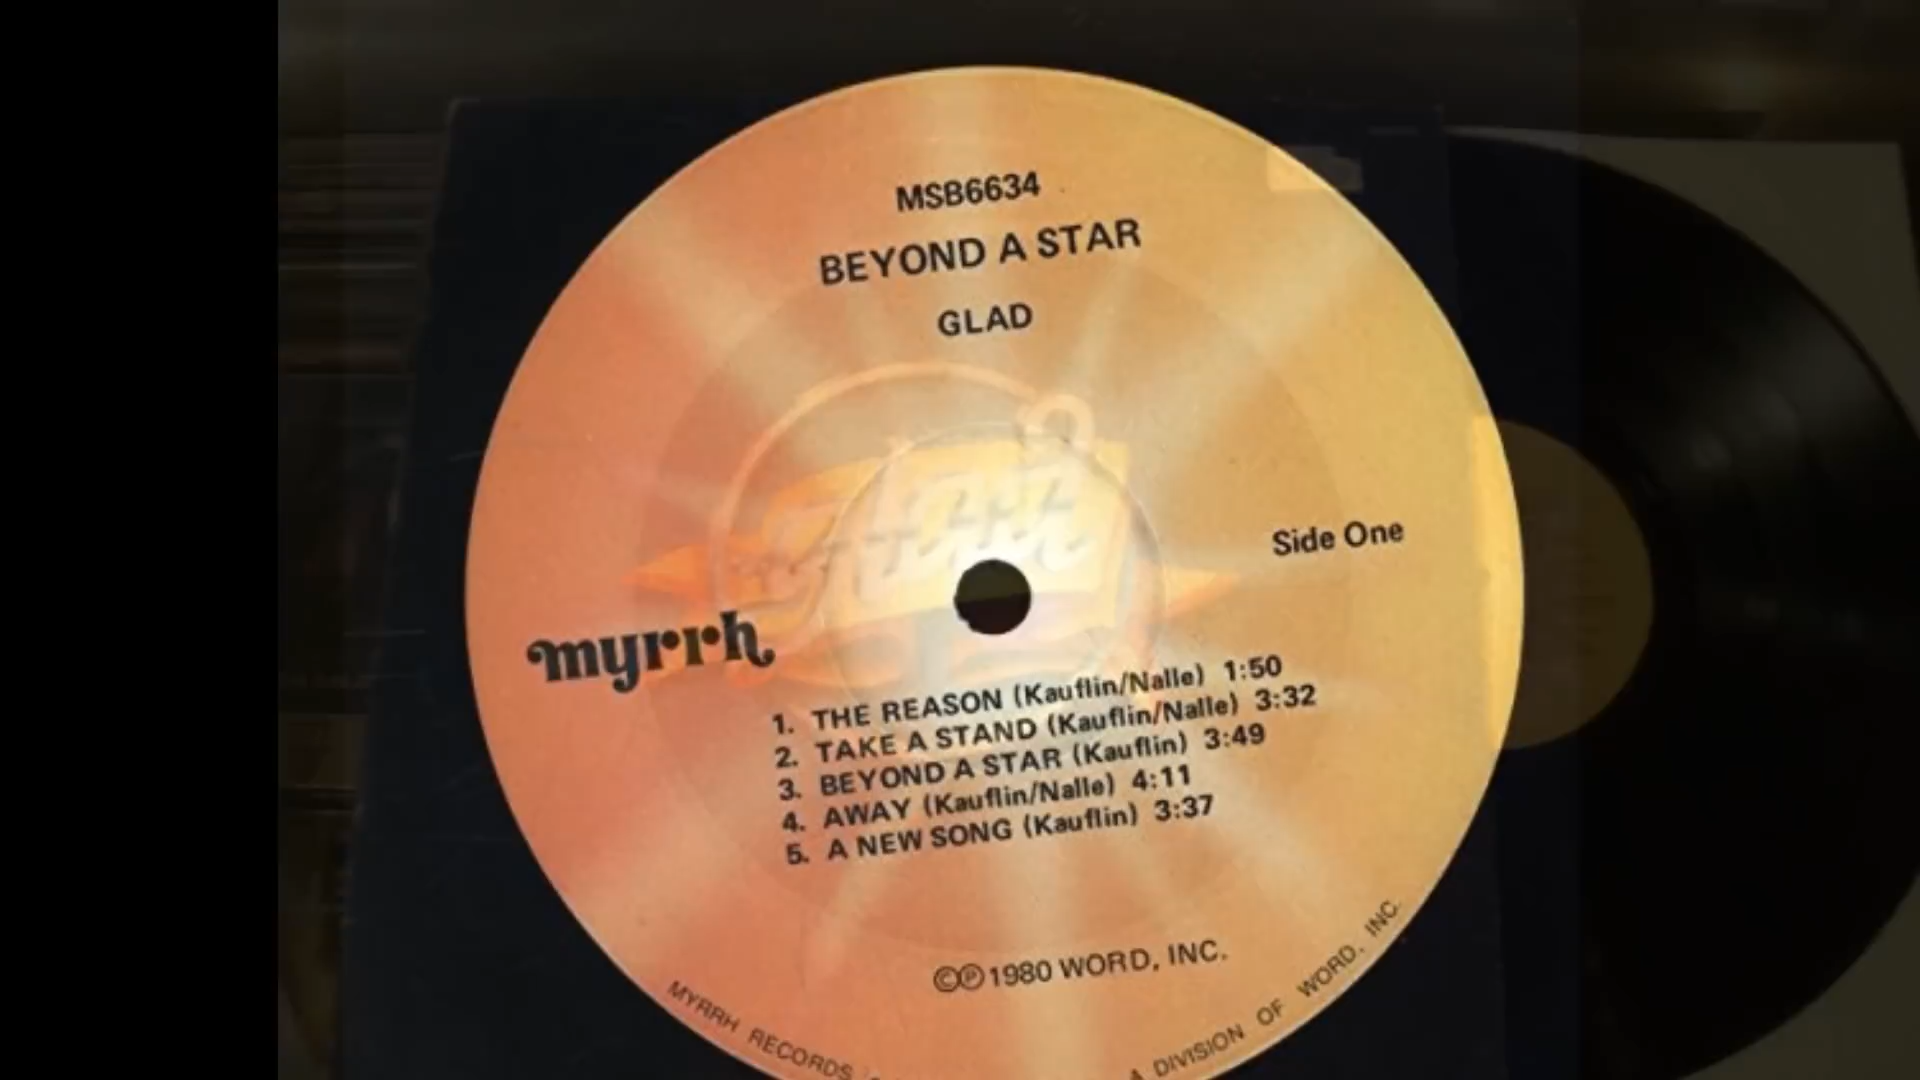 MSB6634
BEYOND A STAR
GLAD
Side One
myrrh
1. THE REASON (Kauflin/Nalle) 1:50
2. TAKE A STAND (Kauflin/Nalle) 3:32
3. BEYOND A STAR (Kauflin) 3:49
4. AWAY (Kauflin/Nalle) 4:11
5. A NEW SONG (Kauflin) 3:37
©℗1980 WORD, INC.
MYRRH RECORDS
A DIVISION OF WORD, INC.